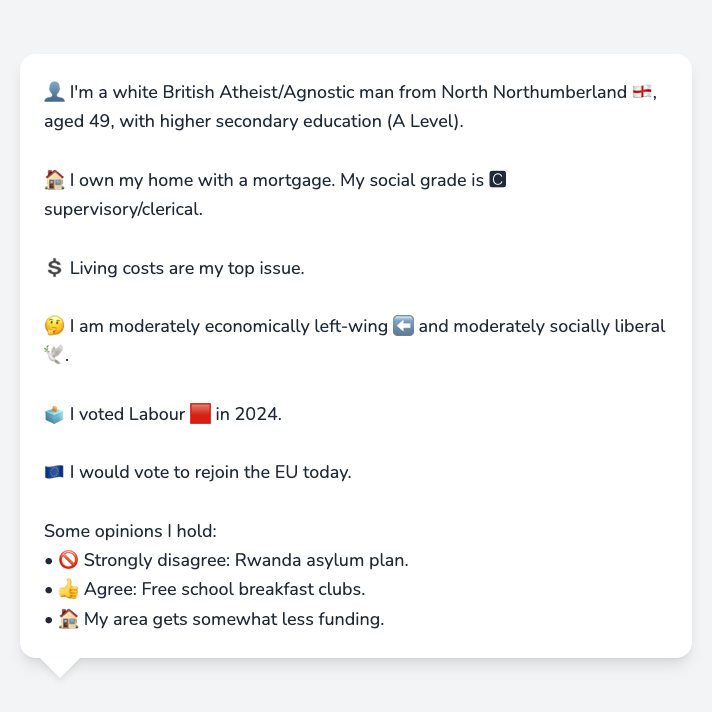 👤 I'm a white British Atheist/Agnostic man from North Northumberland 🏴󠁧󠁢󠁥󠁮󠁧󠁿,
aged 49, with higher secondary education (A Level).
🏠 I own my home with a mortgage. My social grade is 🅲
supervisory/clerical.
💲 Living costs are my top issue.
🤔 I am moderately economically left-wing ⬅️ and moderately socially liberal
🕊️.
🗳️ I voted Labour 🟥 in 2024.
🇪🇺 I would vote to rejoin the EU today.
Some opinions I hold:
• 🚫 Strongly disagree: Rwanda asylum plan.
• 👍 Agree: Free school breakfast clubs.
• 🏠 My area gets somewhat less funding.